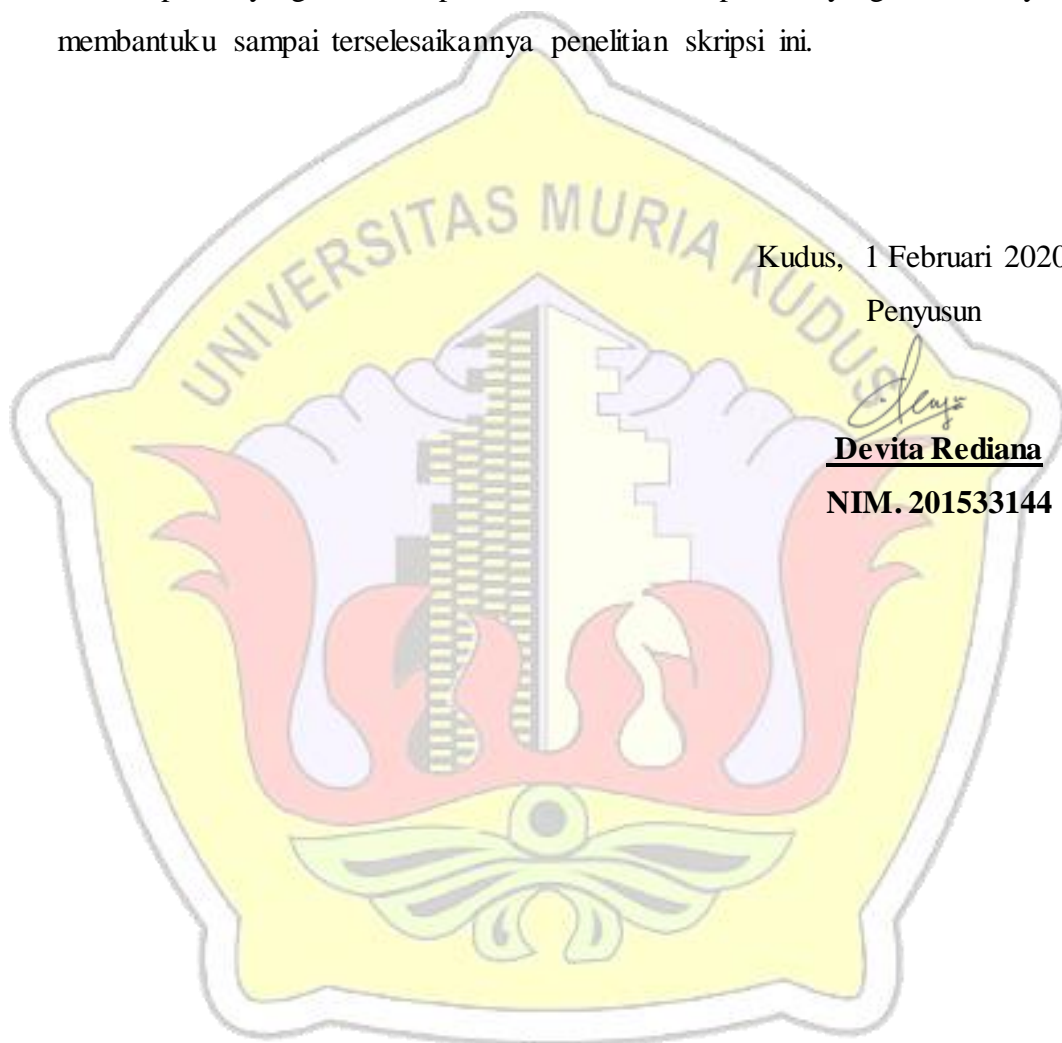 membantuku sampai terselesaikannya penelitian skripsi ini.
UNIVERSITAS MURIA KUDUS
Kudus, 1 Februari 2020
Penyusun
Devita Rediana
NIM. 201533144